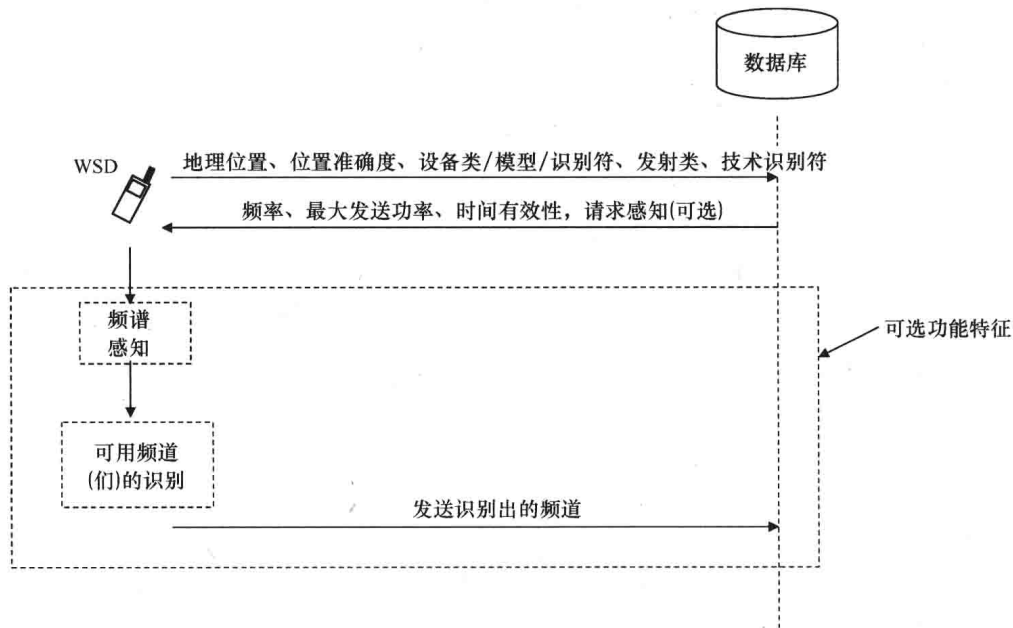 数据库
WSD
地理位置、位置准确度、设备类/模型/识别符、发射类、技术识别符
频率、最大发送功率、时间有效性，请求感知(可选)
频谱
感知
可选功能特征
可用频道
(们)的识别
发送识别出的频道